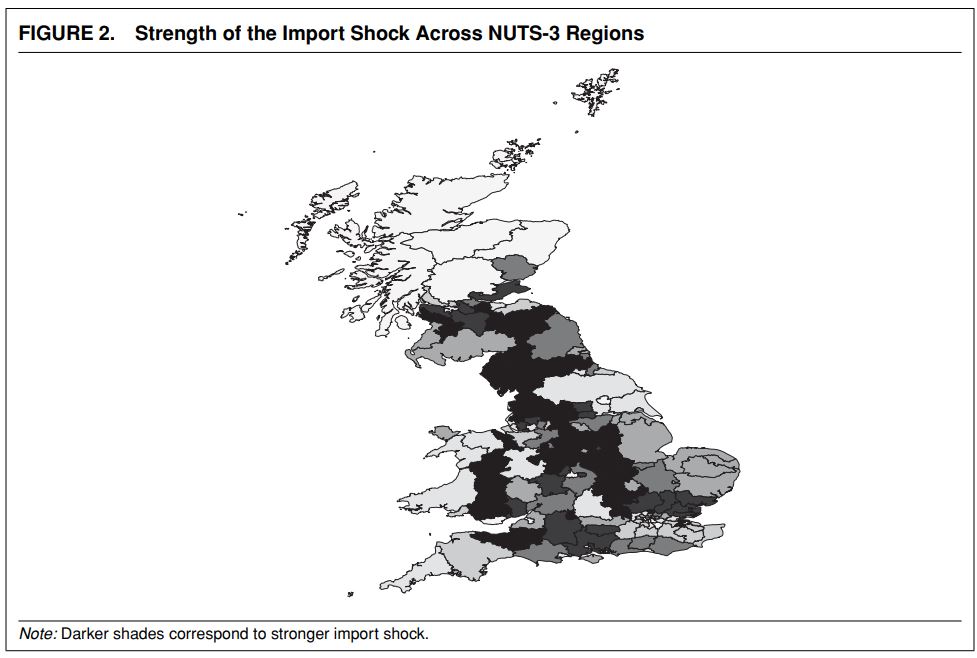 FIGURE 2. Strength of the Import Shock Across NUTS-3 Regions
Note: Darker shades correspond to stronger import shock.